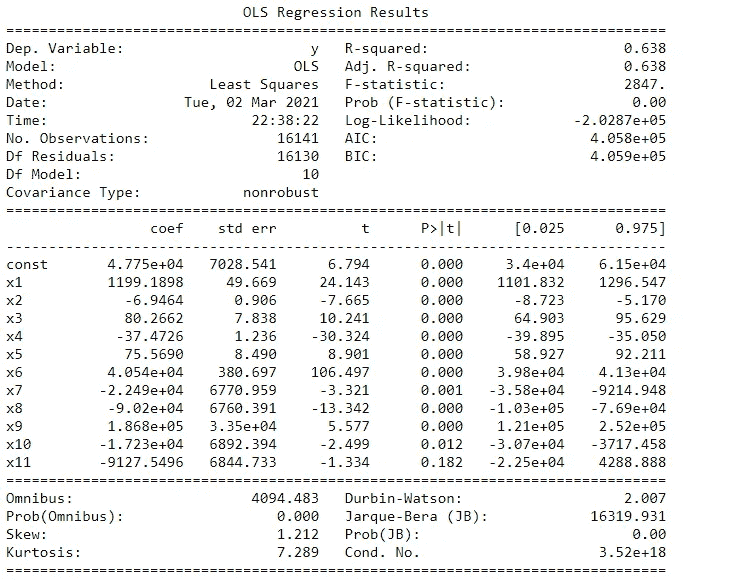 OLS Regression Results
==============================================================================
Dep. Variable: y R-squared: 0.638
Model: OLS Adj. R-squared: 0.638
Method: Least Squares F-statistic: 2847.
Date: Tue, 02 Mar 2021 Prob (F-statistic): 0.00
Time: 22:38:22 Log-Likelihood: -2.0287e+05
No. Observations: 16141 AIC: 4.058e+05
Df Residuals: 16130 BIC: 4.059e+05
Df Model: 10
Covariance Type: nonrobust
==============================================================================
coef std err t P>|t| [0.025 0.975]
------------------------------------------------------------------------------
const 4.775e+04 7028.541 6.794 0.000 3.4e+04 6.15e+04
x1 1199.1898 49.669 24.143 0.000 1101.832 1296.547
x2 -6.9464 0.906 -7.665 0.000 -8.723 -5.170
x3 80.2662 7.838 10.241 0.000 64.903 95.629
x4 -37.4726 1.236 -30.324 0.000 -39.895 -35.050
x5 75.5690 8.490 8.901 0.000 58.927 92.211
x6 4.054e+04 380.697 106.497 0.000 3.98e+04 4.13e+04
x7 -2.249e+04 6770.959 -3.321 0.001 -3.58e+04 -9214.948
x8 -9.02e+04 6760.391 -13.342 0.000 -1.03e+05 -7.69e+04
x9 1.868e+05 3.35e+04 5.577 0.000 1.21e+05 2.52e+05
x10 -1.723e+04 6892.394 -2.499 0.012 -3.07e+04 -3717.458
x11 -9127.5496 6844.733 -1.334 0.182 -2.25e+04 4288.888
==============================================================================
Omnibus: 4094.483 Durbin-Watson: 2.007
Prob(Omnibus): 0.000 Jarque-Bera (JB): 16319.931
Skew: 1.212 Prob(JB): 0.00
Kurtosis: 7.289 Cond. No. 3.52e+18
==============================================================================